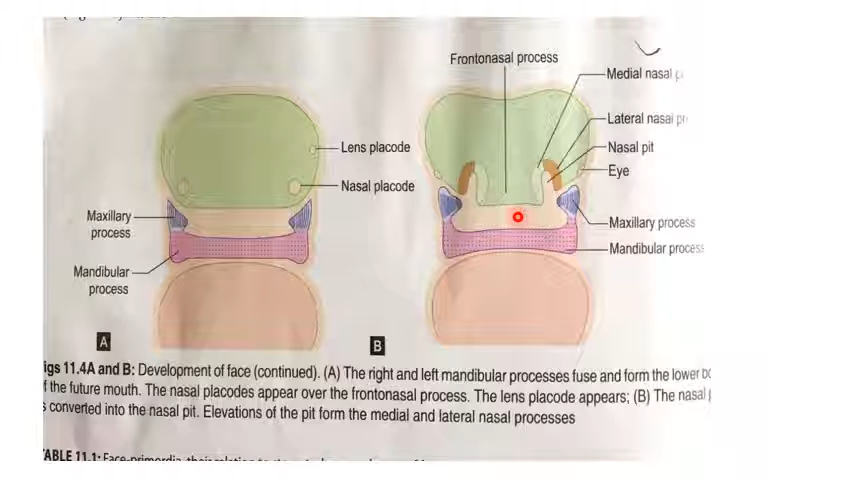 Frontonasal process
Medial nasal
Lateral nasal
Nasal pit
Eye
Lens placode
Nasal placode
Maxillary
process
Mandibular
process
Maxillary process
Mandibular process
A
B
igs 11.4A and B: Development of face (continued). (A) The right and left mandibular processes fuse and form the lower
f the future mouth. The nasal placodes appear over the frontonasal process. The lens placode appears; (B) The nasal
s converted into the nasal pit. Elevations of the pit form the medial and lateral nasal processes
TABLE 11.1: